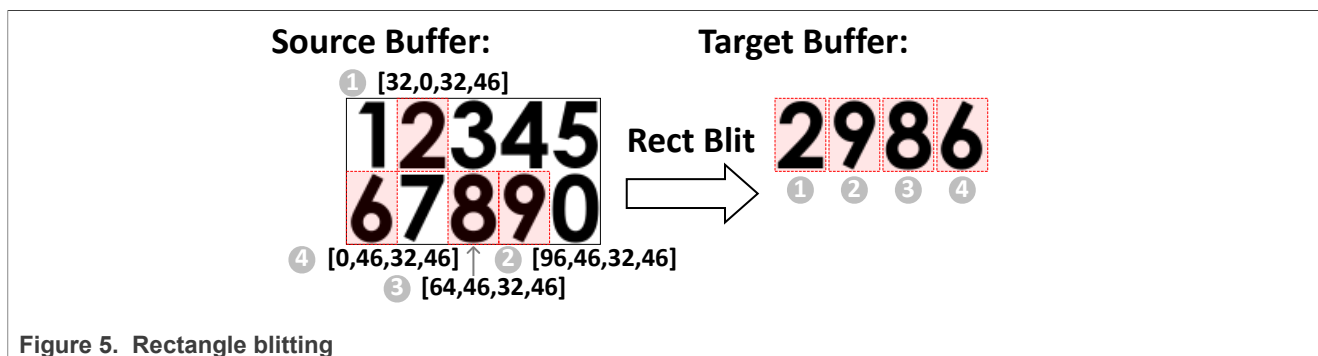 Source Buffer:
Target Buffer:
1 [32,0,32,46]
12345
67890
Rect Blit
2986
1 2 3 4
4 [0,46,32,46] 2 [96,46,32,46]
3 [64,46,32,46]
Figure 5. Rectangle blitting